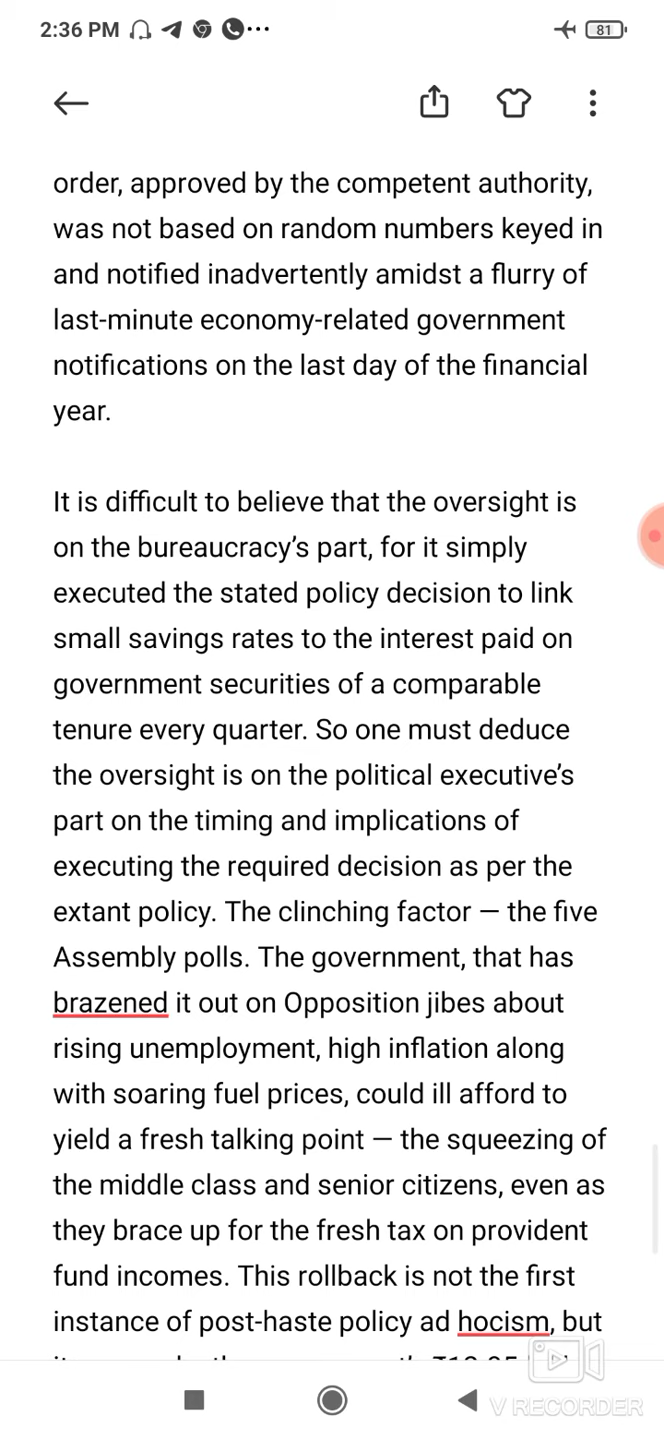 2:36 PM
81
order, approved by the competent authority,
was not based on random numbers keyed in
and notified inadvertently amidst a flurry of
last-minute economy-related government
notifications on the last day of the financial
year.
It is difficult to believe that the oversight is
on the bureaucracy's part, for it simply
executed the stated policy decision to link
small savings rates to the interest paid on
government securities of a comparable
tenure every quarter. So one must deduce
the oversight is on the political executive's
part on the timing and implications of
executing the required decision as per the
extant policy. The clinching factor — the five
Assembly polls. The government, that has
brazened it out on Opposition jibes about
rising unemployment, high inflation along
with soaring fuel prices, could ill afford to
yield a fresh talking point — the squeezing of
the middle class and senior citizens, even as
they brace up for the fresh tax on provident
fund incomes. This rollback is not the first
instance of post-haste policy ad hocism, but
V RECORDER